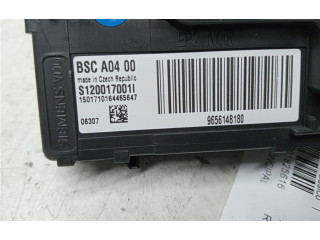 BSC A04 00
made in Czech Republic
S120017001I
1501710164465647
06307
9656148180
SIEMENS VDO